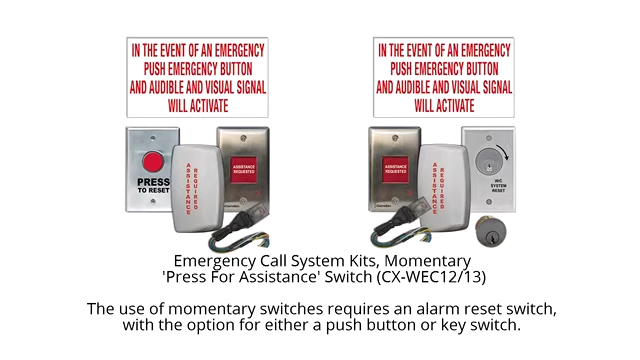 IN THE EVENT OF AN EMERGENCY
PUSH EMERGENCY BUTTON
AND AUDIBLE AND VISUAL SIGNAL
WILL ACTIVATE
IN THE EVENT OF AN EMERGENCY
PUSH EMERGENCY BUTTON
AND AUDIBLE AND VISUAL SIGNAL
WILL ACTIVATE
PRESS
TO RESET
ASSISTANCE
REQUIRED
ASSISTANCE
REQUESTED
ASSISTANCE
REQUESTED
ASSISTANCE
REQUIRED
W/C
SYSTEM
RESET
Emergency Call System Kits, Momentary
'Press For Assistance' Switch (CX-WEC12/13)
The use of momentary switches requires an alarm reset switch,
with the option for either a push button or key switch.